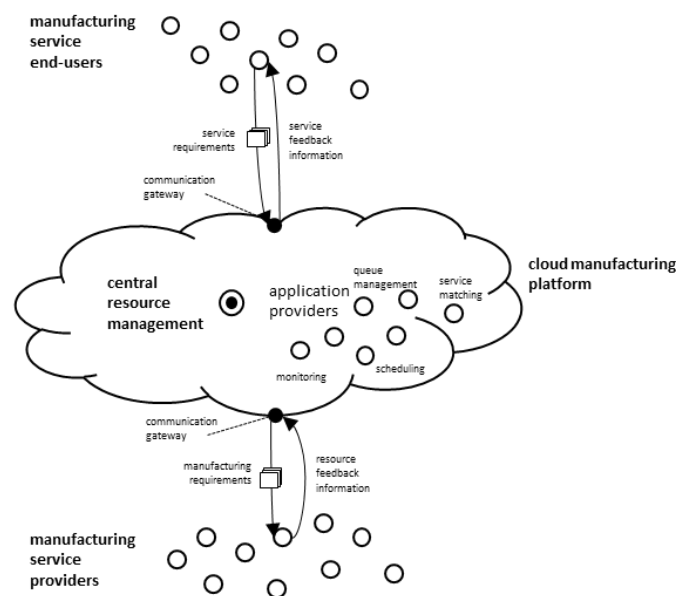 manufacturing
service
end-users
service
requirements
service
feedback
information
communication
gateway
cloud manufacturing
platform
central
resource
management
application
providers
queue
management
service
matching
monitoring
scheduling
communication
gateway
manufacturing
requirements
resource
feedback
information
manufacturing
service
providers